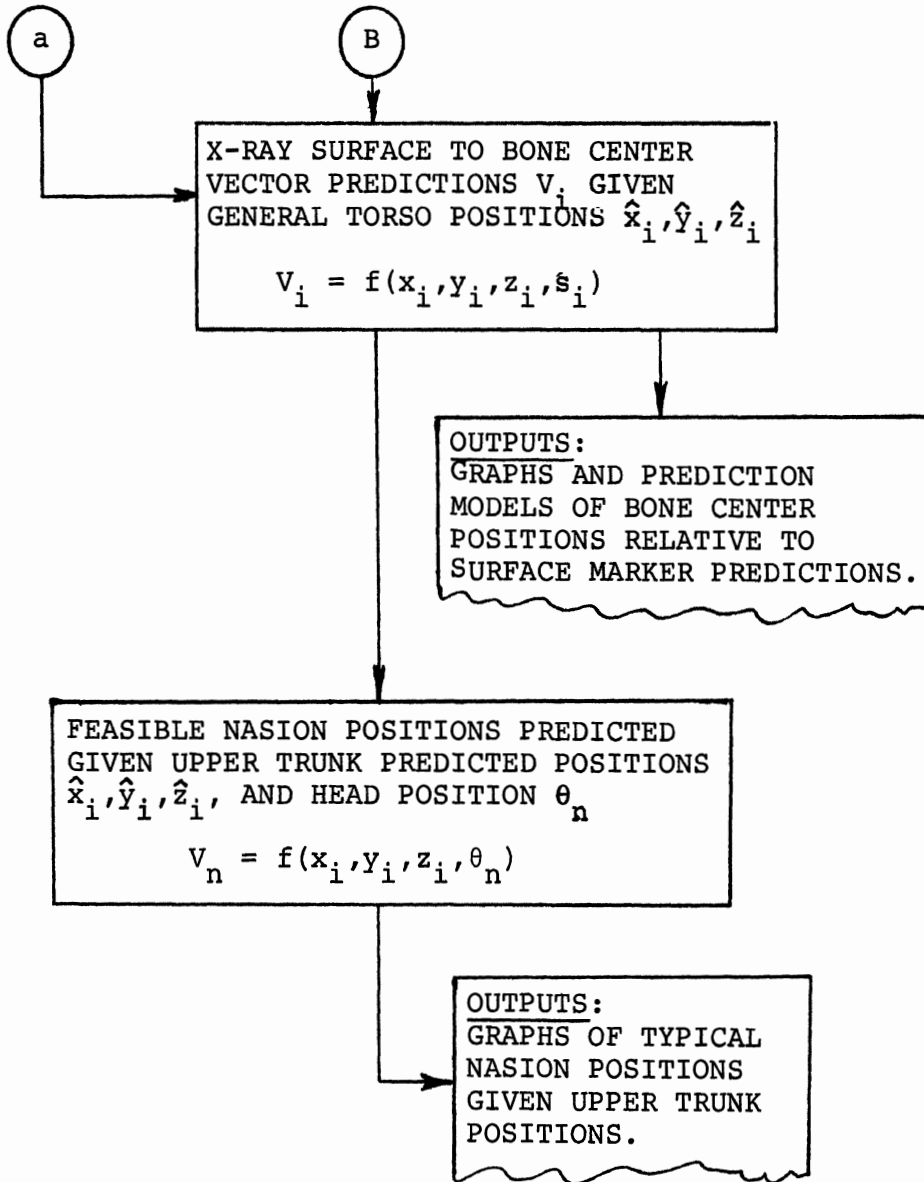 a
B
X-RAY SURFACE TO BONE CENTER
VECTOR PREDICTIONS V_i GIVEN
GENERAL TORSO POSITIONS x̂_i,ŷ_i,ẑ_i
V_i = f(x_i,y_i,z_i,s_i)
OUTPUTS:
GRAPHS AND PREDICTION
MODELS OF BONE CENTER
POSITIONS RELATIVE TO
SURFACE MARKER PREDICTIONS.
FEASIBLE NASION POSITIONS PREDICTED
GIVEN UPPER TRUNK PREDICTED POSITIONS
x̂_i,ŷ_i,ẑ_i, AND HEAD POSITION θ_n
V_n = f(x_i,y_i,z_i,θ_n)
OUTPUTS:
GRAPHS OF TYPICAL
NASION POSITIONS
GIVEN UPPER TRUNK
POSITIONS.